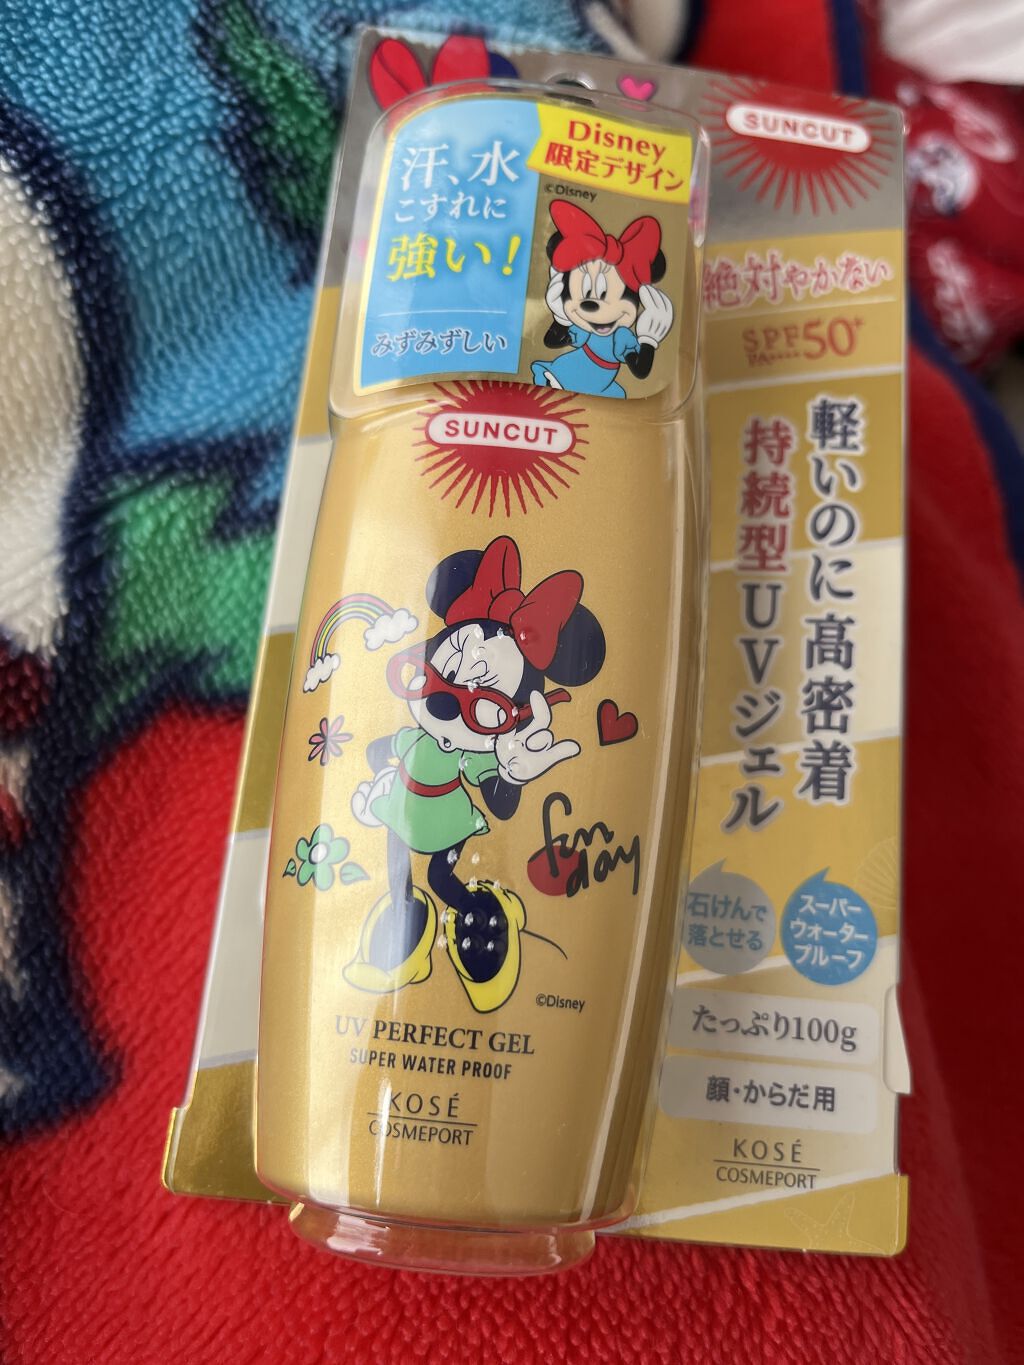 汗、水
こすれに
強い!
みずみずしい
Disney
限定デザイン
©Disney
SUNCUT
SUNCUT
絶対やかない
SPF50+
PA++++
軽いのに高密着
持続型UVジェル
石けんで
落とせる
スーパー
ウォーター
プルーフ
たっぷり100g
顔・からだ用
KOSÉ
COSMEPORT
fun
day
©Disney
UV PERFECT GEL
SUPER WATER PROOF
KOSÉ
COSMEPORT